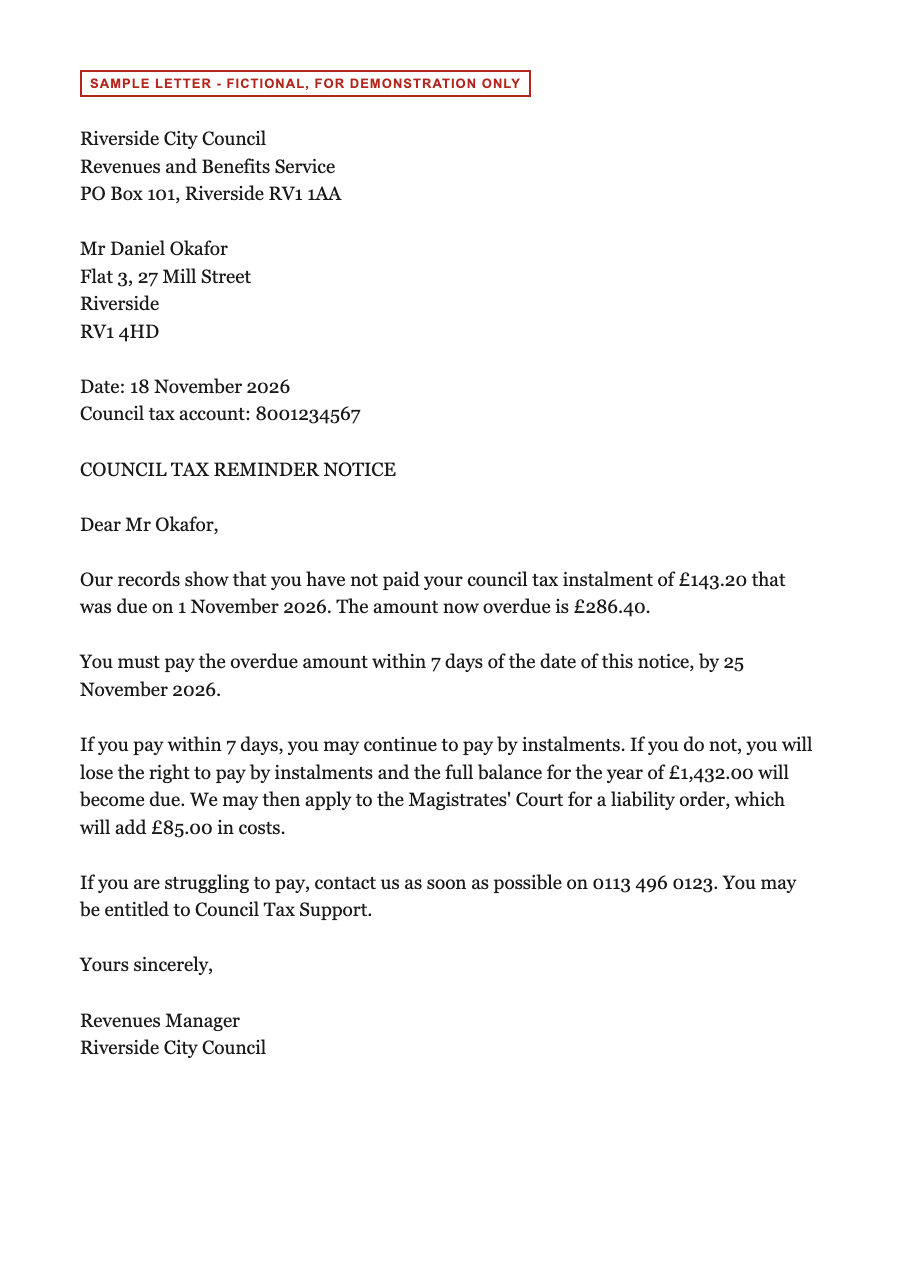 SAMPLE LETTER - FICTIONAL, FOR DEMONSTRATION ONLY
Riverside City Council
Revenues and Benefits Service
PO Box 101, Riverside RV1 1AA
Mr Daniel Okafor
Flat 3, 27 Mill Street
Riverside
RV1 4HD
Date: 18 November 2026
Council tax account: 8001234567
COUNCIL TAX REMINDER NOTICE
Dear Mr Okafor,
Our records show that you have not paid your council tax instalment of £143.20 that
was due on 1 November 2026. The amount now overdue is £286.40.
You must pay the overdue amount within 7 days of the date of this notice, by 25
November 2026.
If you pay within 7 days, you may continue to pay by instalments. If you do not, you will
lose the right to pay by instalments and the full balance for the year of £1,432.00 will
become due. We may then apply to the Magistrates' Court for a liability order, which
will add £85.00 in costs.
If you are struggling to pay, contact us as soon as possible on 0113 496 0123. You may
be entitled to Council Tax Support.
Yours sincerely,
Revenues Manager
Riverside City Council